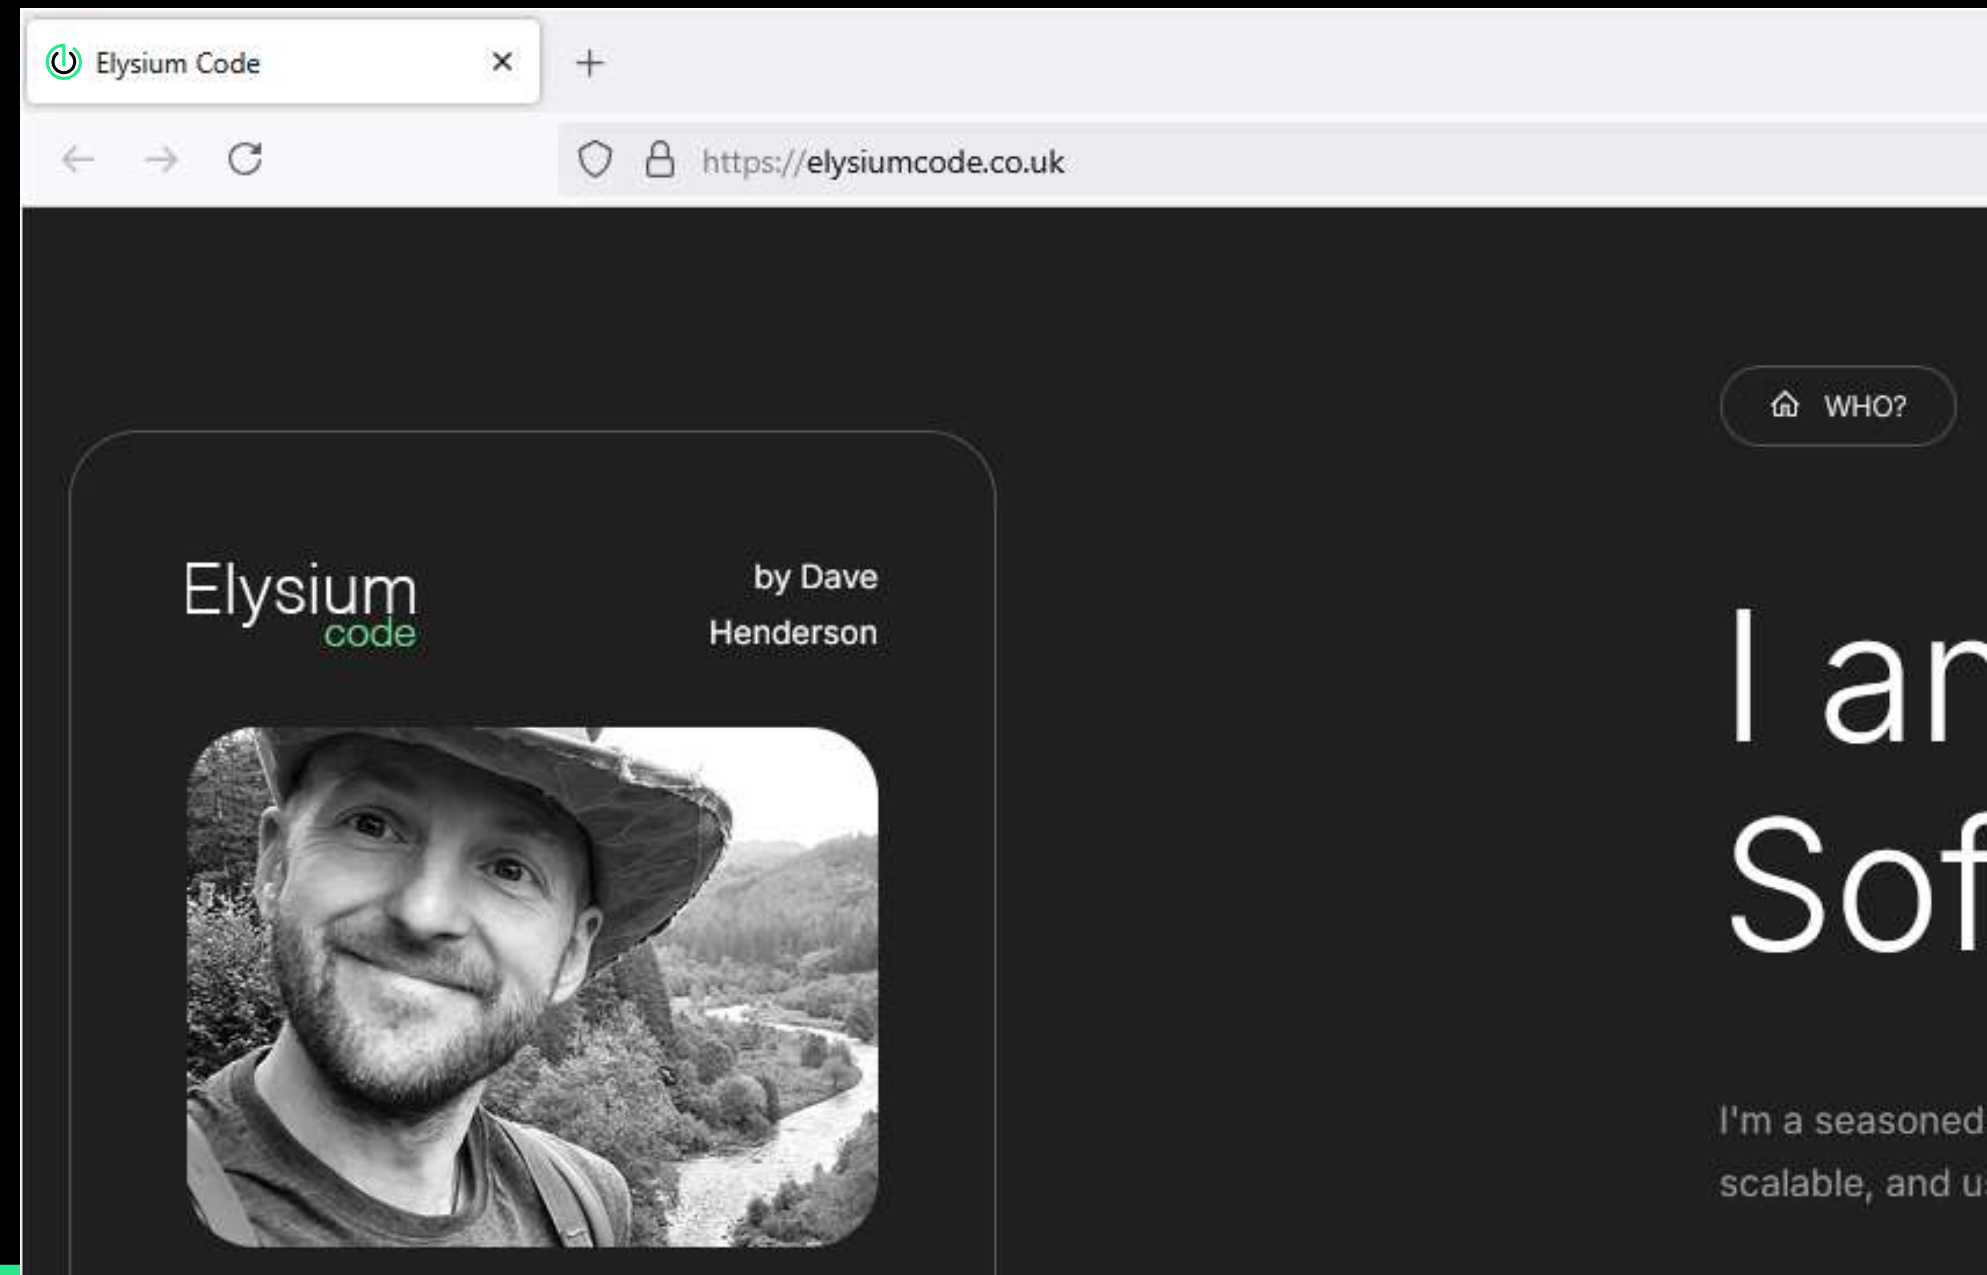 Elysium Code
https://elysiumcode.co.uk
WHO?
Elysium
code
by Dave
Henderson
I
I'm a seasoned
scalable, and